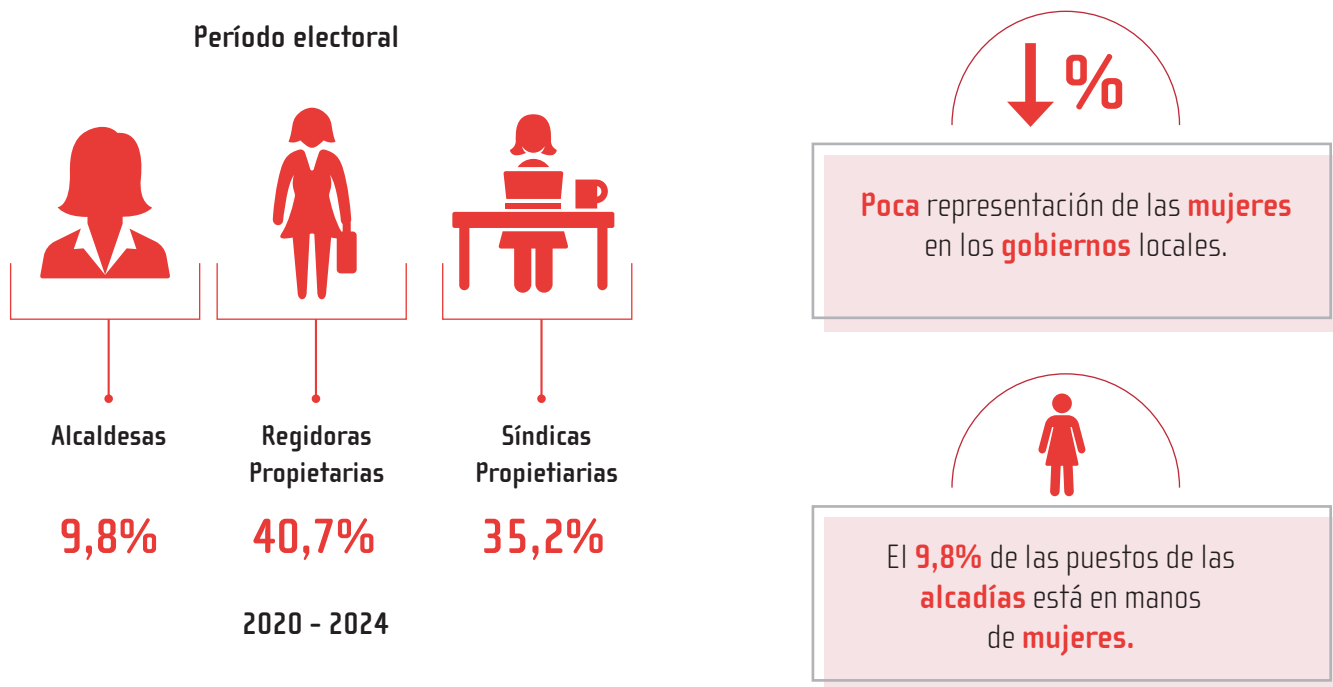 Período electoral
Alcaldesas
9,8%
Regidoras
Propietarias
40,7%
Síndicas
Propietiarias
35,2%
2020 - 2024
%
Poca representación de las mujeres
en los gobiernos locales.
El 9,8% de las puestos de las
alcadías está en manos
de mujeres.